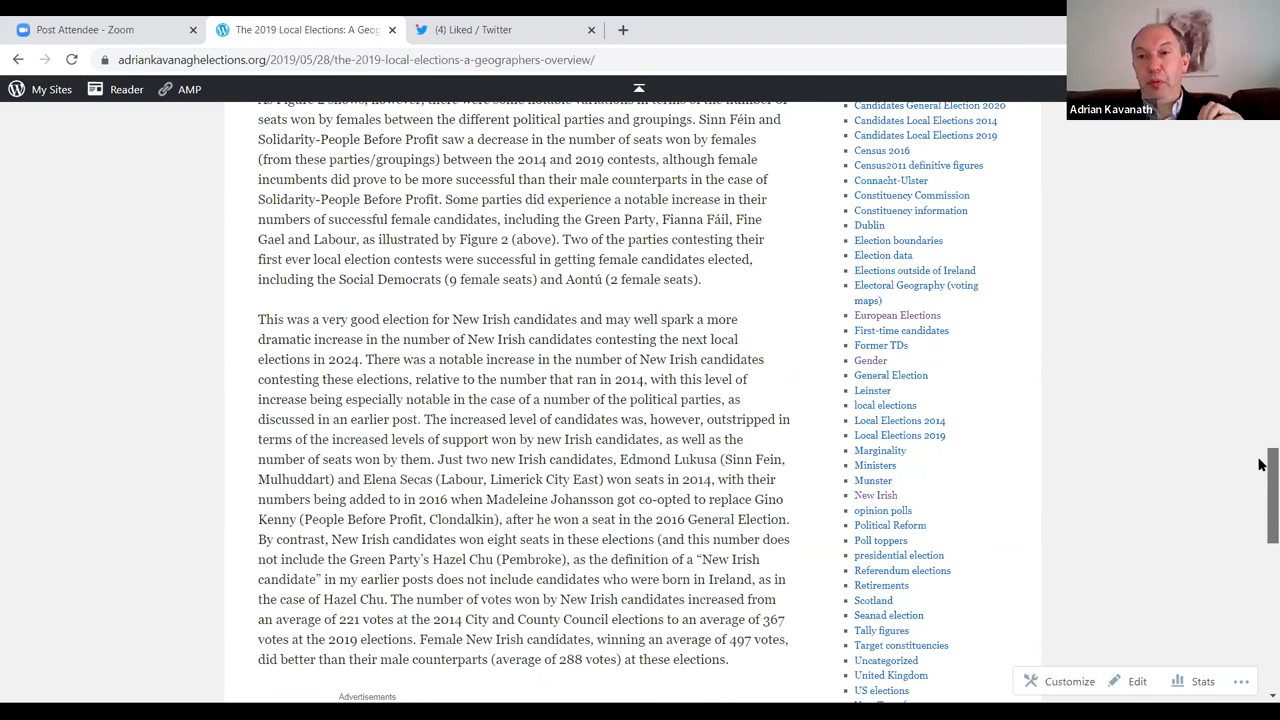 Post Attendee - Zoom
The 2019 Local Elections: A Geog
(4) Liked / Twitter
adriankavanaghelections.org/2019/05/28/the-2019-local-elections-a-geographers-overview/
My Sites
Reader
AMP
Adrian Kavanath
As Figure 2 shows, however, there were some notable variations in terms of the number of
seats won by females between the different political parties and groupings. Sinn Féin and
Solidarity-People Before Profit saw a decrease in the number of seats won by females
(from these parties/groupings) between the 2014 and 2019 contests, although female
inumbents did prove to be more successful than their male counterparts in the case of
Solidarity-People Before Profit. Some parties did experience a notable increase in their
numbers of successful female candidates, including the Green Party, Fianna Fáil, Fine
Gael and Labour, as illustrated by Figure 2 (above). Two of the parties contesting their
first ever local election contests were successful in getting female candidates elected,
including the Social Democrats (9 female seats) and Aontú (2 female seats).
This was a very good election for New Irish candidates and may well spark a more
dramatic increase in the number of New Irish candidates contesting the next local
elections in 2024. There was a notable increase in the number of New Irish candidates
contesting these elections, relative to the number that ran in 2014, with this level of
increase being especially notable in the case of a number of the political parties, as
discussed in an earlier post. The increased level of candidates was, however, outstripped in
terms of the increased levels of support won by new Irish candidates, as well as the
number of seats won by them. Just two new Irish candidates, Edmond Lukusa (Sinn Fein,
Mulhuddart) and Elena Secas (Labour, Limerick City East) won seats in 2014, with their
numbers being added to in 2016 when Madeleine Johansson got co-opted to replace Gino
Kenny (People Before Profit, Clondalkin), after he won a seat in the 2016 General Election.
By contrast, New Irish candidates won eight seats in these elections (and this number does
not include the Green Party's Hazel Chu (Pembroke), as the definition of a “New Irish
candidate” in my earlier posts does not include candidates who were born in Ireland, as in
the case of Hazel Chu. The number of votes won by New Irish candidates increased from
an average of 221 votes at the 2014 City and County Council elections to an average of 367
votes at the 2019 elections. Female New Irish candidates, winning an average of 497 votes,
did better than their male counterparts (average of 288 votes) at these elections.
Advertisements
Candidates General Election 2020
Candidates Local Elections 2014
Candidates Local Elections 2019
Census 2016
Census2011 definitive figures
Connacht-Ulster
Constituency Commission
Constituency information
Dublin
Election boundaries
Election data
Elections outside of Ireland
Electoral Geography (voting
maps)
European Elections
First-time candidates
Former TDs
Gender
General Election
Leinster
local elections
Local Elections 2014
Local Elections 2019
Marginality
Ministers
Munster
New Irish
opinion polls
Political Reform
Poll toppers
presidential election
Referendum elections
Retirements
Scotland
Seanad election
Tally figures
Target constituencies
Uncategorized
United Kingdom
US elections
Customize
Edit
Stats